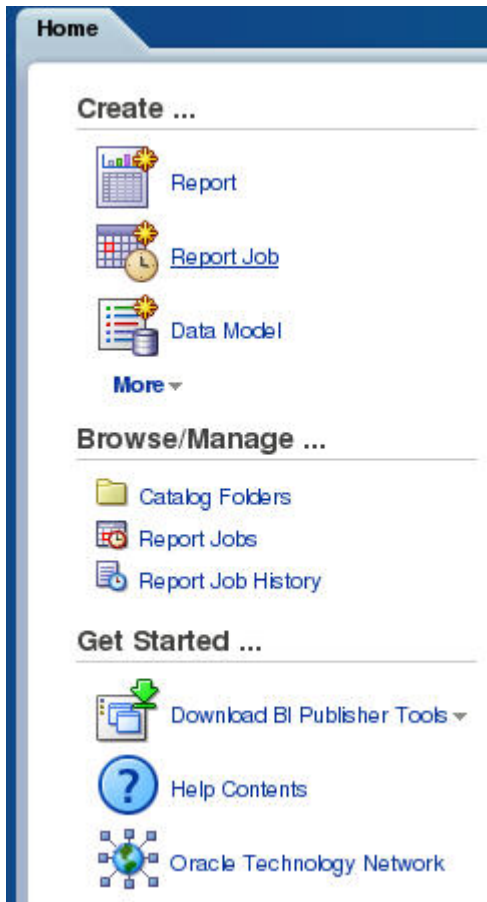 Home
Create ...
Report
Report Job
Data Model
More
Browse/Manage ...
Catalog Folders
Report Jobs
Report Job History
Get Started ...
Download BI Publisher Tools
Help Contents
Oracle Technology Network